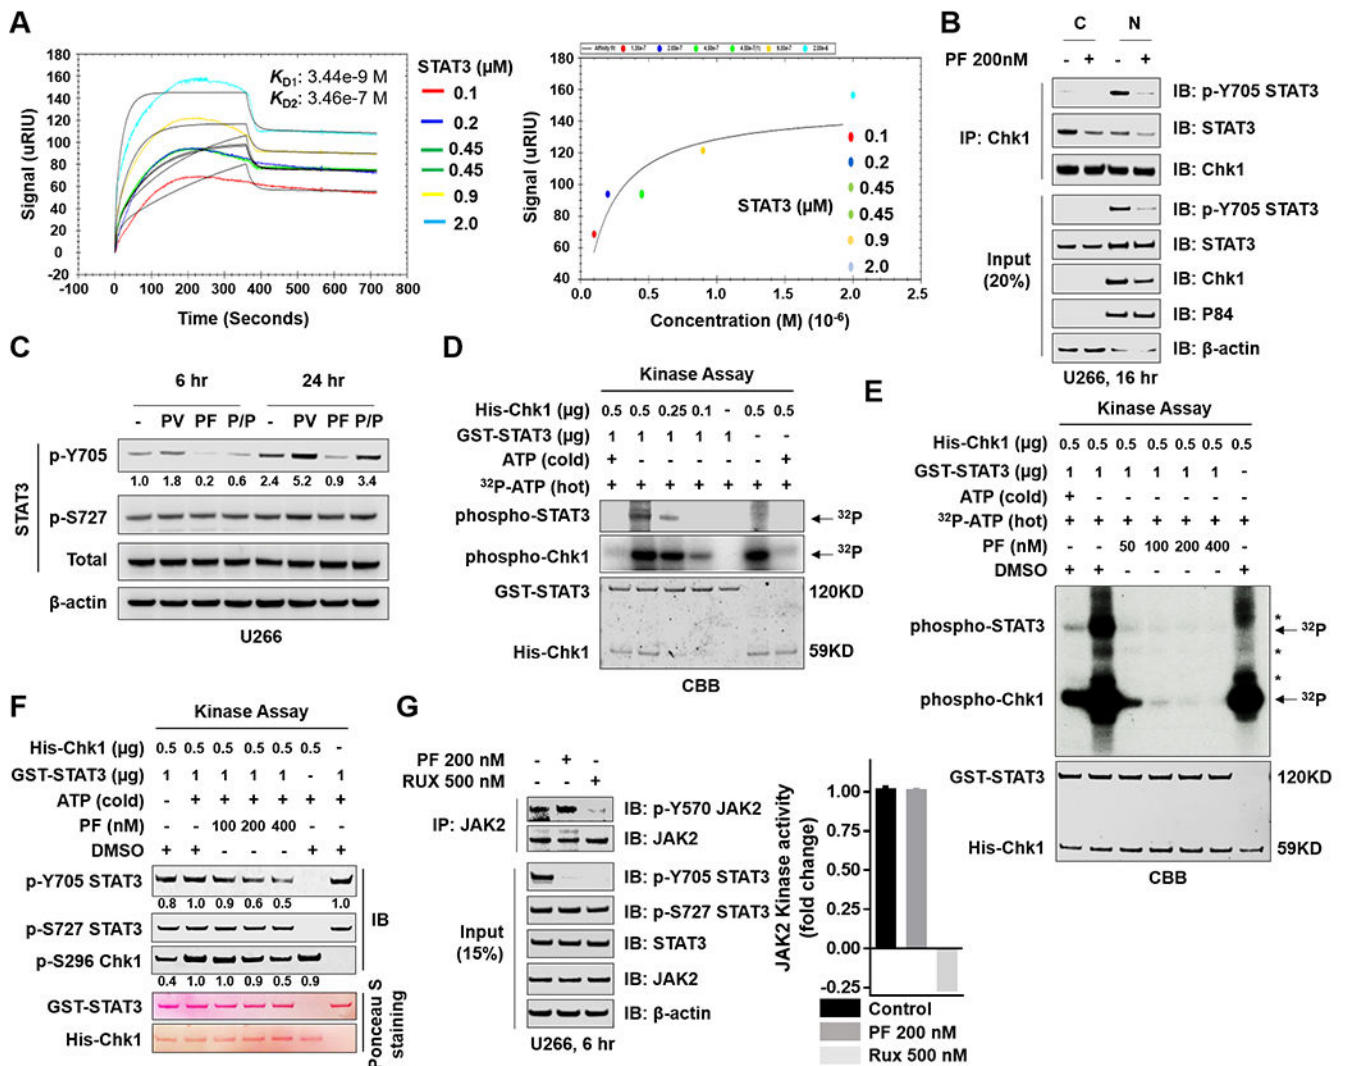 A
180
160
140
120
100
80
60
40
20
0
-20
Signal (uRIU)
-100 0 100 200 300 400 500 600 700 800
Time (Seconds)
KD1: 3.44e-9 M
KD2: 3.46e-7 M
STAT3 (µM)
0.1
0.2
0.45
0.45
0.9
2.0
Affinity fit
180
160
140
120
100
80
60
40
Signal (uRIU)
0.0 0.5 1.0 1.5 2.0 2.5
Concentration (M) (10-6)
STAT3 (µM)
0.1
0.2
0.45
0.45
0.9
2.0
B
C N
PF 200nM - + - +
IP: Chk1
IB: p-Y705 STAT3
IB: STAT3
IB: Chk1
Input
(20%)
IB: p-Y705 STAT3
IB: STAT3
IB: Chk1
IB: P84
IB: β-actin
U266, 16 hr
C
6 hr 24 hr
- PV PF P/P - PV PF P/P
STAT3
p-Y705
1.0 1.8 0.2 0.6 2.4 5.2 0.9 3.4
p-S727
Total
β-actin
U266
D
Kinase Assay
His-Chk1 (µg) 0.5 0.5 0.25 0.1 - 0.5 0.5
GST-STAT3 (µg) 1 1 1 1 1 - -
ATP (cold) + - - - - - +
32P-ATP (hot) + + + + + + +
phospho-STAT3 32P
phospho-Chk1 32P
GST-STAT3 120KD
His-Chk1 59KD
CBB
E
Kinase Assay
His-Chk1 (µg) 0.5 0.5 0.5 0.5 0.5 0.5 0.5
GST-STAT3 (µg) 1 1 1 1 1 1 -
ATP (cold) + - - - - - -
32P-ATP (hot) + + + + + + +
PF (nM) - - 50 100 200 400 -
DMSO + + - - - - +
*
phospho-STAT3 32P
*
*
phospho-Chk1 32P
GST-STAT3 120KD
His-Chk1 59KD
CBB
F
Kinase Assay
His-Chk1 (µg) 0.5 0.5 0.5 0.5 0.5 0.5 -
GST-STAT3 (µg) 1 1 1 1 1 - 1
ATP (cold) - + + + + + +
PF (nM) - - 100 200 400 - -
DMSO + + - - - + +
p-Y705 STAT3
0.8 1.0 0.9 0.6 0.5 1.0
p-S727 STAT3
p-S296 Chk1
0.4 1.0 1.0 0.9 0.5 0.9
IB
GST-STAT3
His-Chk1
Ponceau S
staining
G
PF 200 nM - + -
RUX 500 nM - - +
IP: JAK2
IB: p-Y570 JAK2
IB: JAK2
Input
(15%)
IB: p-Y705 STAT3
IB: p-S727 STAT3
IB: STAT3
IB: JAK2
IB: β-actin
U266, 6 hr
JAK2 Kinase activity
(fold change)
1.00
0.75
0.50
0.25
0.00
-0.25
Control
PF 200 nM
Rux 500 nM